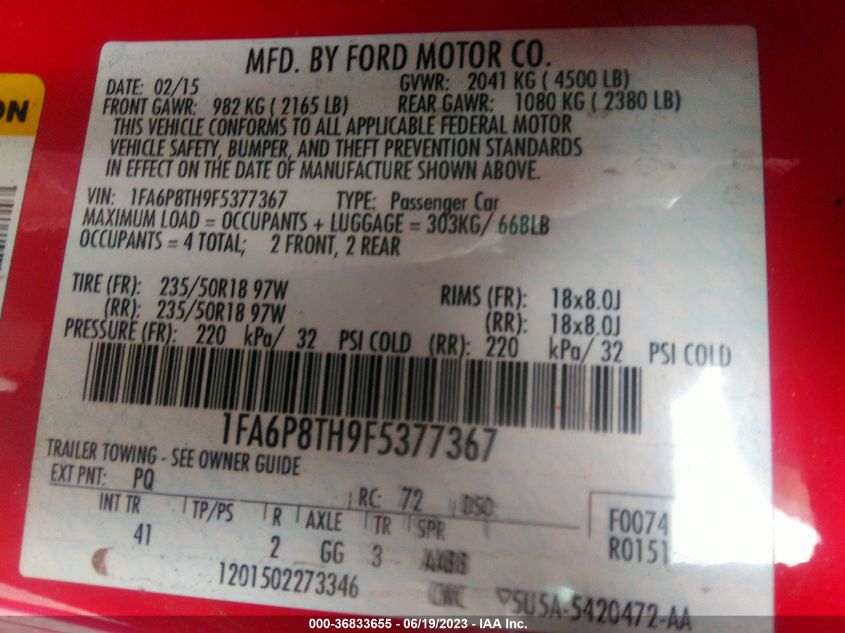 ON
MFD. BY FORD MOTOR CO.
DATE: 02/15 GVWR: 2041 KG ( 4500 LB)
FRONT GAWR: 982 KG ( 2165 LB) REAR GAWR: 1080 KG ( 2380 LB)
THIS VEHICLE CONFORMS TO ALL APPLICABLE FEDERAL MOTOR
VEHICLE SAFETY, BUMPER, AND THEFT PREVENTION STANDARDS
IN EFFECT ON THE DATE OF MANUFACTURE SHOWN ABOVE.
VIN: 1FA6P8TH9F5377367 TYPE: Passenger Car
MAXIMUM LOAD = OCCUPANTS + LUGGAGE = 303KG/ 668LB
OCCUPANTS = 4 TOTAL; 2 FRONT, 2 REAR
TIRE (FR): 235/50R18 97W RIMS (FR): 18x8.0J
(RR): 235/50R18 97W (RR): 18x8.0J
PRESSURE (FR): 220 kPa/ 32 PSI COLD (RR): 220 kPa/ 32 PSI COLD
1FA6P8TH9F5377367
TRAILER TOWING - SEE OWNER GUIDE
EXT PNT: PQ RC: 72 DSO:
INT TR TP/PS R AXLE TR SPR F0074
41 2 GG 3 R0151
1201502273346 5U5A-5420472-AA
000-36833655 - 06/19/2023 - IAA Inc.